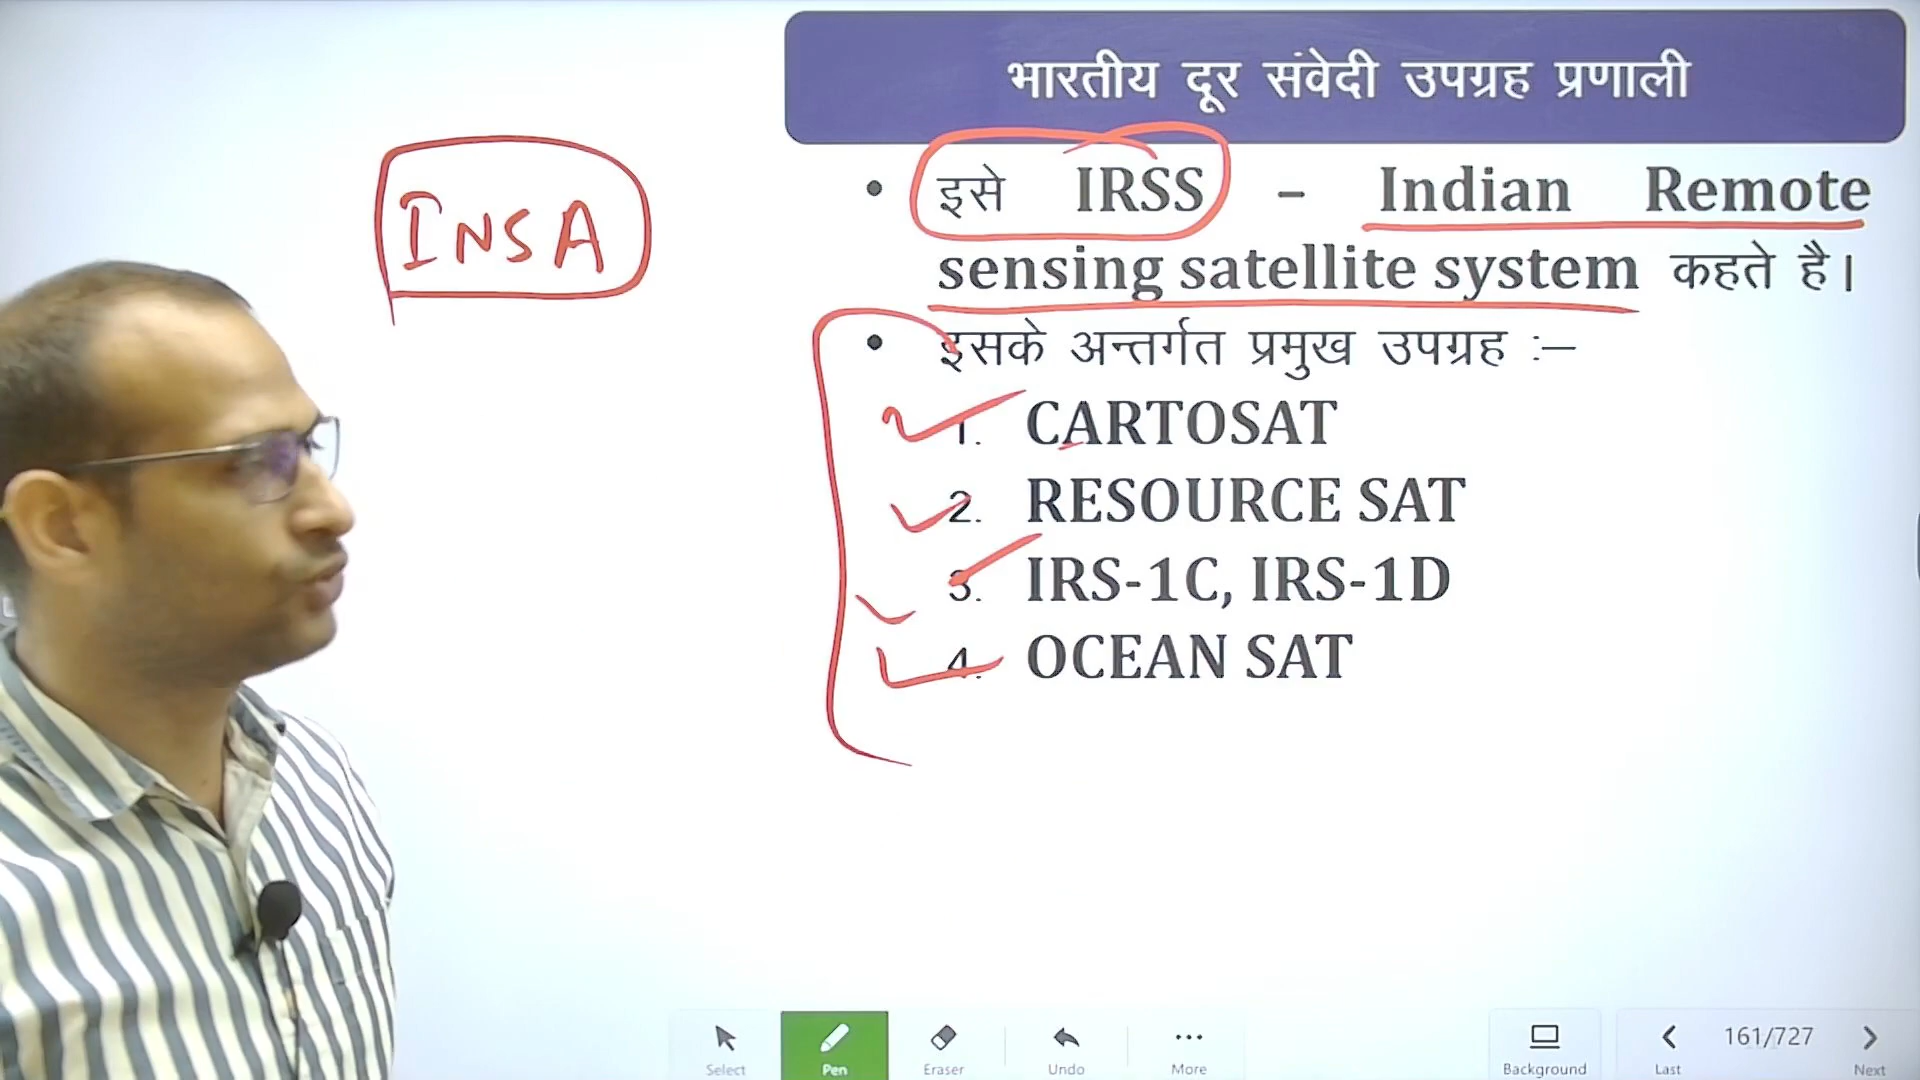 भारतीय दूर संवेदी उपग्रह प्रणाली
INSA
• इसे IRSS – Indian Remote
sensing satellite system कहते है।
• इसके अन्तर्गत प्रमुख उपग्रह :–
1. CARTOSAT
2. RESOURCE SAT
3. IRS-1C, IRS-1D
4. OCEAN SAT
Select Pen Eraser Undo More Background Last 161/727 Next